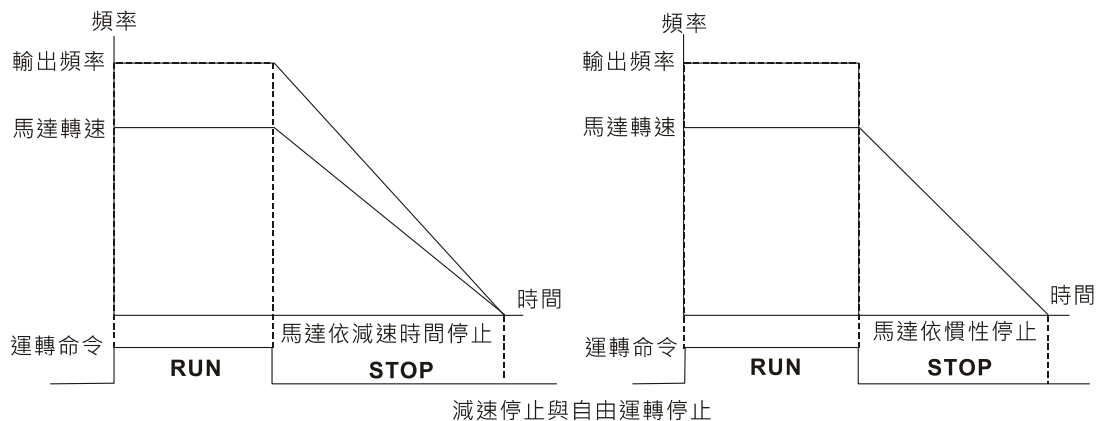 頻率
輸出頻率
馬達轉速
時間
馬達依減速時間停止
運轉命令
RUN
STOP
頻率
輸出頻率
馬達轉速
時間
馬達依慣性停止
運轉命令
RUN
STOP
減速停止與自由運轉停止